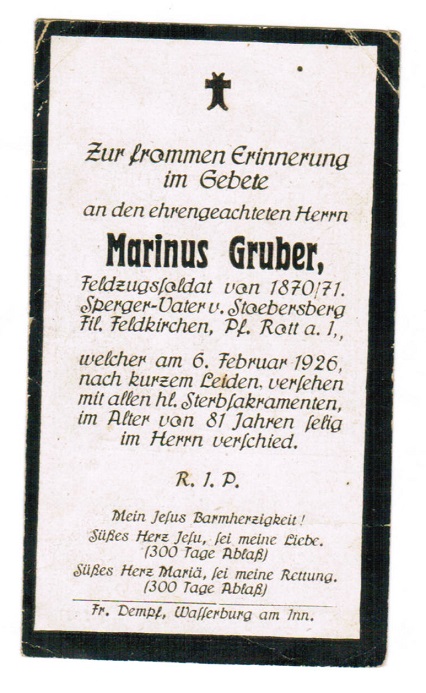 Zur frommen Erinnerung
im Gebete
an den ehrengeachteten Herrn
Marinus Gruber,
Feldzugsoldat von 1870/71.
Sperger-Vater v. Stoebersberg
Fil. Feldkirchen, Pf. Rott a. I.,
welcher am 6. Februar 1926,
nach kurzem Leiden, versehen
mit allen hl. Sterbsakramenten,
im Alter von 81 Jahren selig
im Herrn verschied.
R. I. P.
Mein Jesus Barmherzigkeit!
Süßes Herz Jesu, sei meine Liebe.
(300 Tage Ablaß)
Süßes Herz Mariä, sei meine Rettung.
(300 Tage Ablaß)
Fr. Dempf, Wasserburg am Inn.